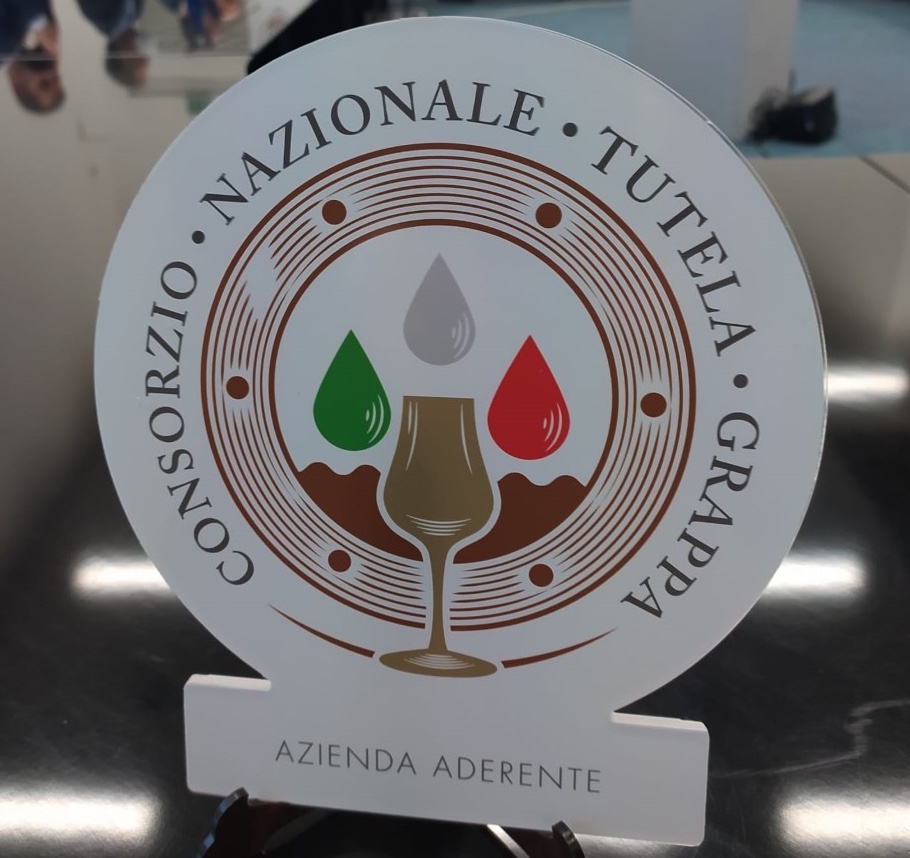 CONSORZIO • NAZIONALE • TUTELA • GRAPPA
AZIENDA ADERENTE